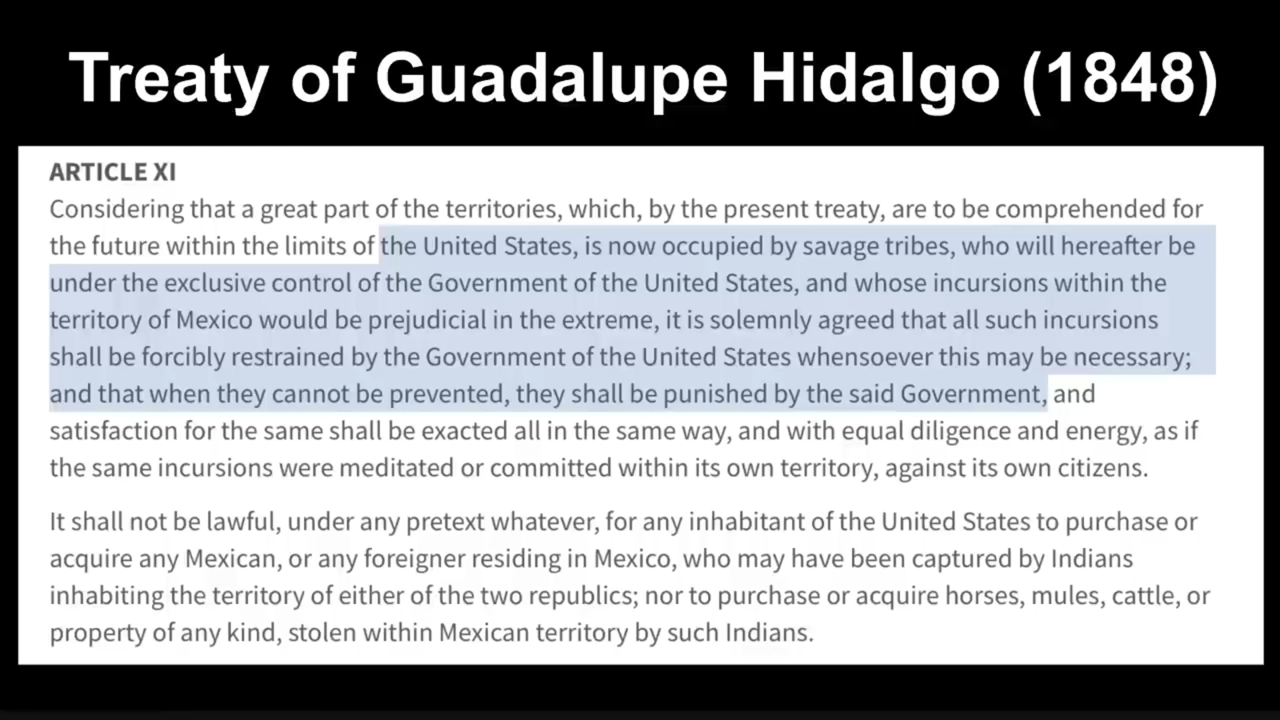 Treaty of Guadalupe Hidalgo (1848)
ARTICLE XI
Considering that a great part of the territories, which, by the present treaty, are to be comprehended for
the future within the limits of the United States, is now occupied by savage tribes, who will hereafter be
under the exclusive control of the Government of the United States, and whose incursions within the
territory of Mexico would be prejudicial in the extreme, it is solemnly agreed that all such incursions
shall be forcibly restrained by the Government of the United States whensoever this may be necessary;
and that when they cannot be prevented, they shall be punished by the said Government, and
satisfaction for the same shall be exacted all in the same way, and with equal diligence and energy, as if
the same incursions were meditated or committed within its own territory, against its own citizens.
It shall not be lawful, under any pretext whatever, for any inhabitant of the United States to purchase or
acquire any Mexican, or any foreigner residing in Mexico, who may have been captured by Indians
inhabiting the territory of either of the two republics; nor to purchase or acquire horses, mules, cattle, or
property of any kind, stolen within Mexican territory by such Indians.